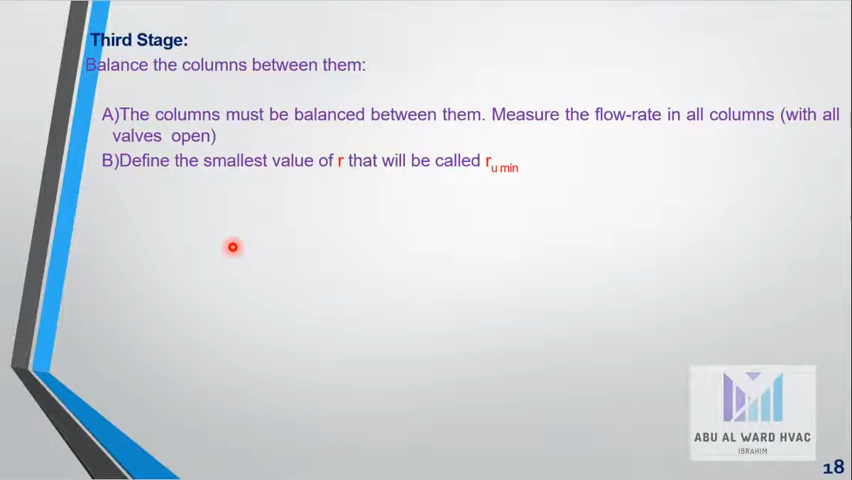 Third Stage:
Balance the columns between them:
A)The columns must be balanced between them. Measure the flow-rate in all columns (with all
valves open)
B)Define the smallest value of r that will be called ru min
ABU AL WARD HVAC
IBRAHIM
18